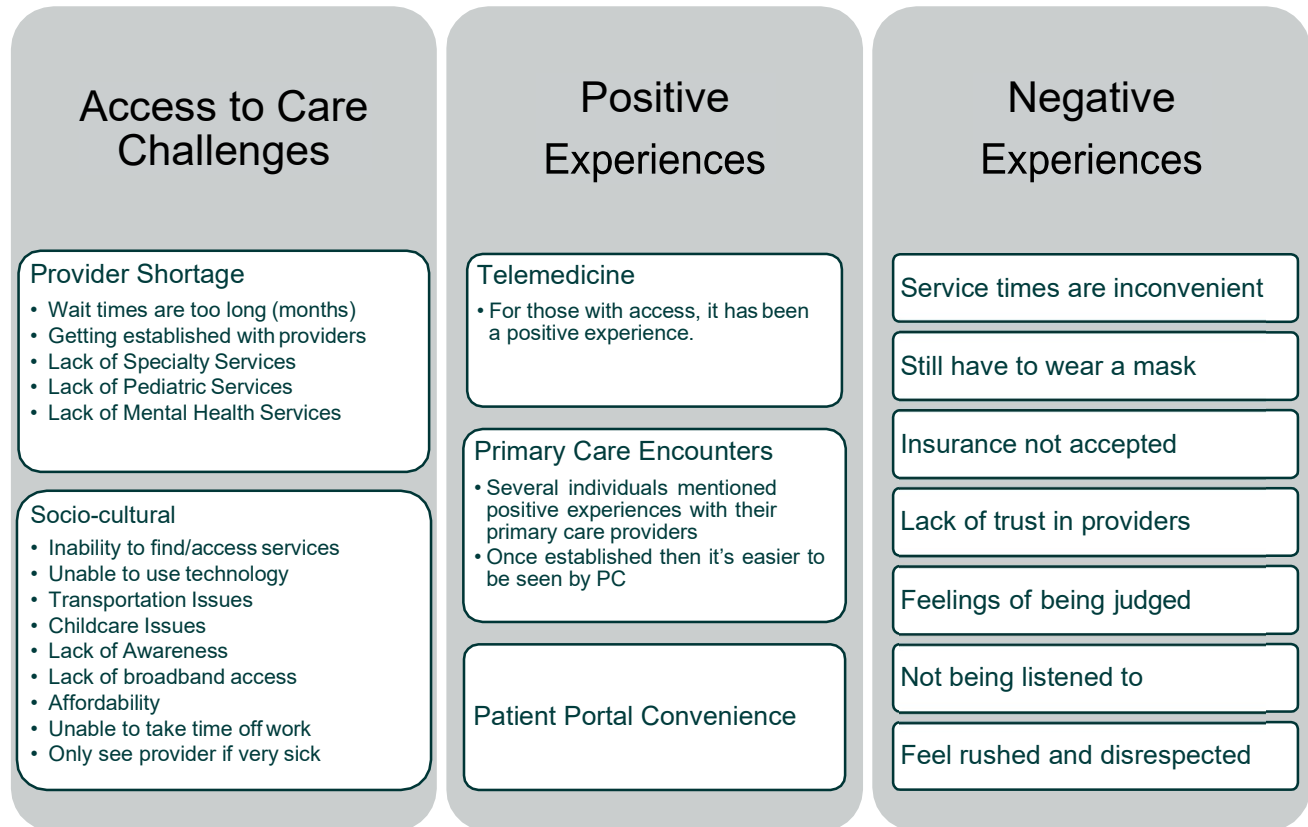 Access to Care
Challenges
Provider Shortage
• Wait times are too long (months)
• Getting established with providers
• Lack of Specialty Services
• Lack of Pediatric Services
• Lack of Mental Health Services
Socio-cultural
• Inability to find/access services
• Unable to use technology
• Transportation Issues
• Childcare Issues
• Lack of Awareness
• Lack of broadband access
• Affordability
• Unable to take time off work
• Only see provider if very sick
Positive
Experiences
Telemedicine
• For those with access, it has been
a positive experience.
Primary Care Encounters
• Several individuals mentioned
positive experiences with their
primary care providers
• Once established then it’s easier to
be seen by PC
Patient Portal Convenience
Negative
Experiences
Service times are inconvenient
Still have to wear a mask
Insurance not accepted
Lack of trust in providers
Feelings of being judged
Not being listened to
Feel rushed and disrespected